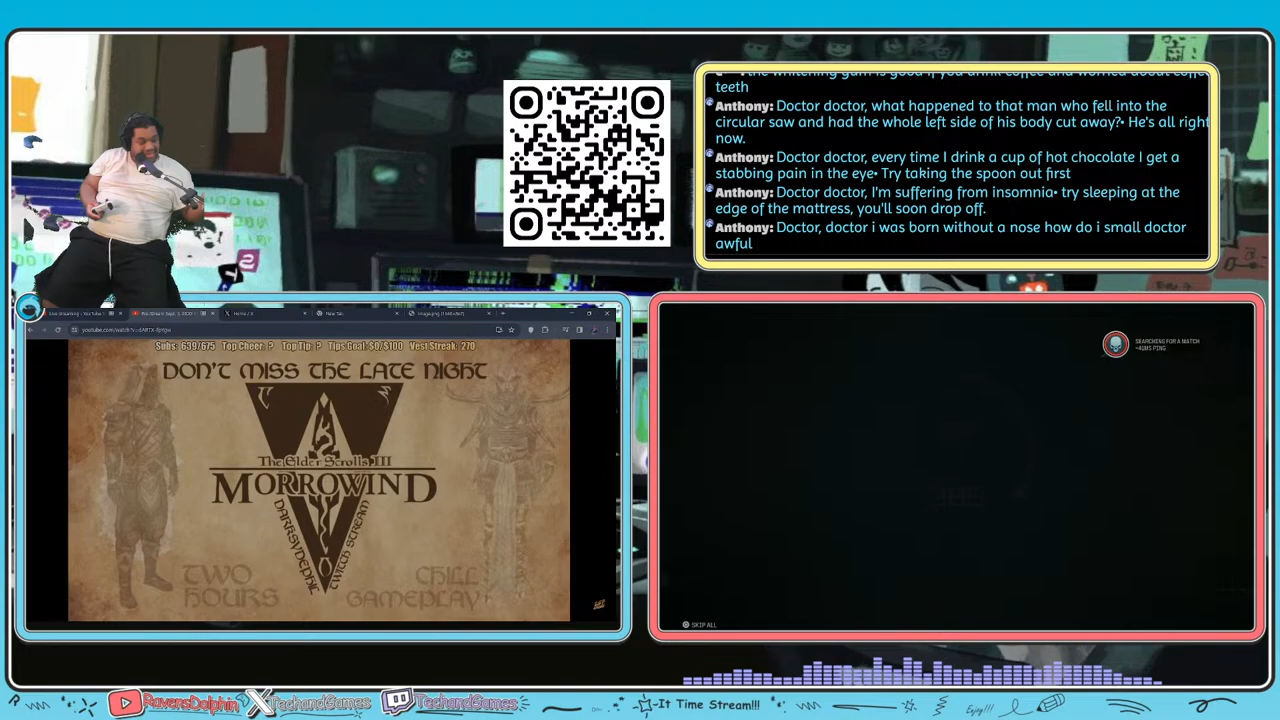 teeth
Anthony: Doctor doctor, what happened to that man who fell into the
circular saw and had the whole left side of his body cut away?• He's all right
now.
Anthony: Doctor doctor, every time I drink a cup of hot chocolate I get a
stabbing pain in the eye• Try taking the spoon out first
Anthony: Doctor doctor, I'm suffering from insomnia• try sleeping at the
edge of the mattress, you'll soon drop off.
Anthony: Doctor, doctor i was born without a nose how do i small doctor
awful
Home / X
New Tab
Subs: 639/675 Top Cheer: ? Top Tip: ? Tips Goal: $0/$100 Vest Streak: 270
DON'T MISS THE LATE NIGHT
The Elder Scrolls III
MORROWIND
DARKSYDEPHIL
TWITCH STREAM
TWO
HOURS
CHILL
GAMEPLAY
SEARCHING FOR A MATCH
SKIP ALL
RavensDolphin
TechandGames
TechandGames
-It Time Stream!!!
Enjoy!!!